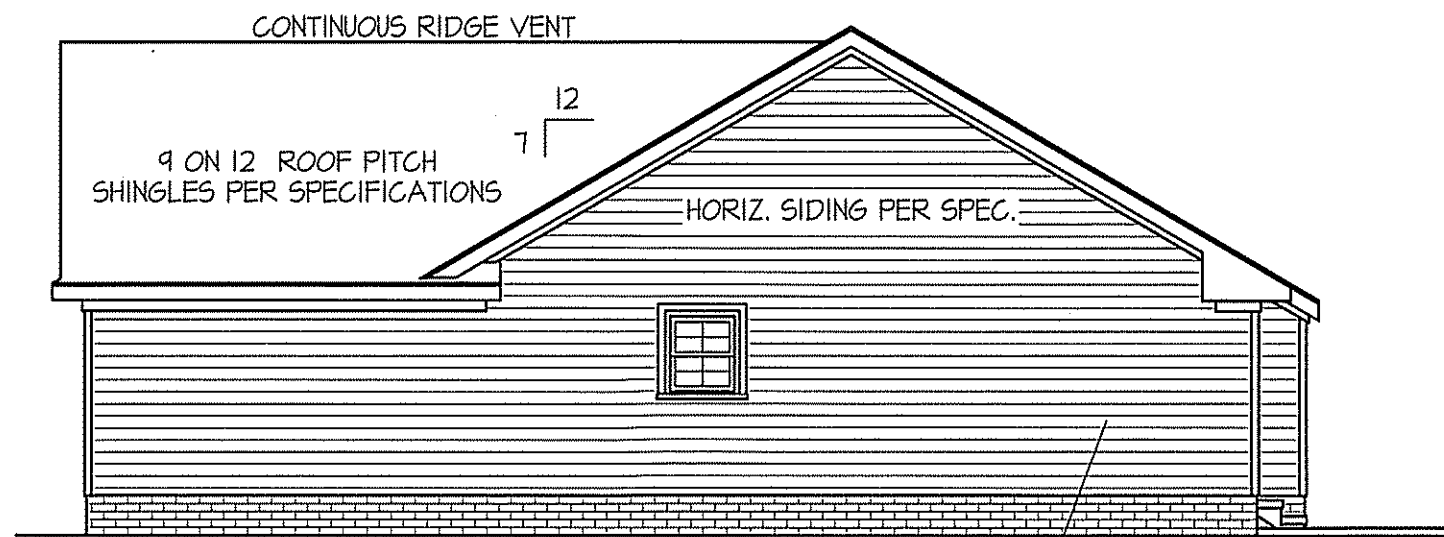 CONTINUOUS RIDGE VENT
12
7
9 ON 12 ROOF PITCH
SHINGLES PER SPECIFICATIONS
HORIZ. SIDING PER SPEC.